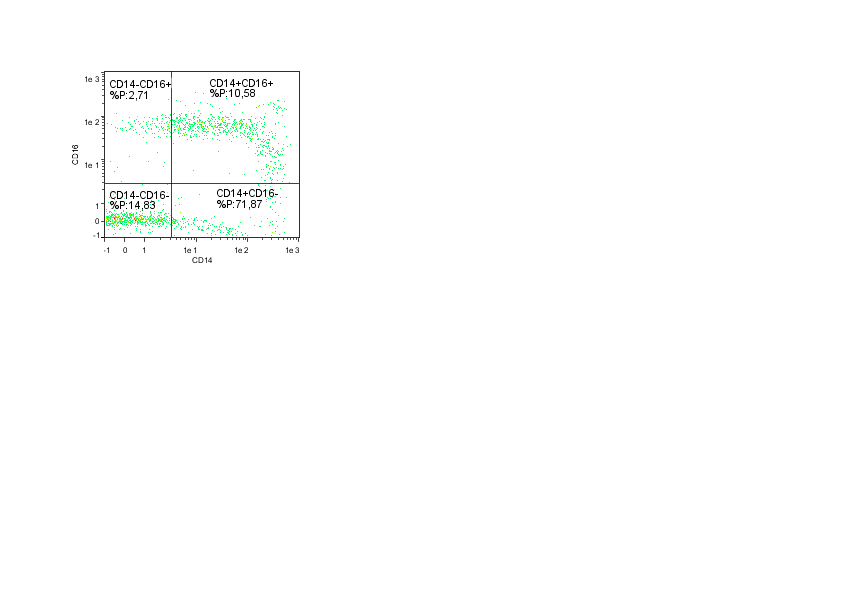 1e 3
CD14-CD16+
%P:2,71
CD14+CD16+
%P:10,58
1e 2
CD16
1e 1
CD14-CD16-
%P:14,83
CD14+CD16-
%P:71,87
1
0
-1
-1 0 1 1e 1 1e 2 1e 3
CD14